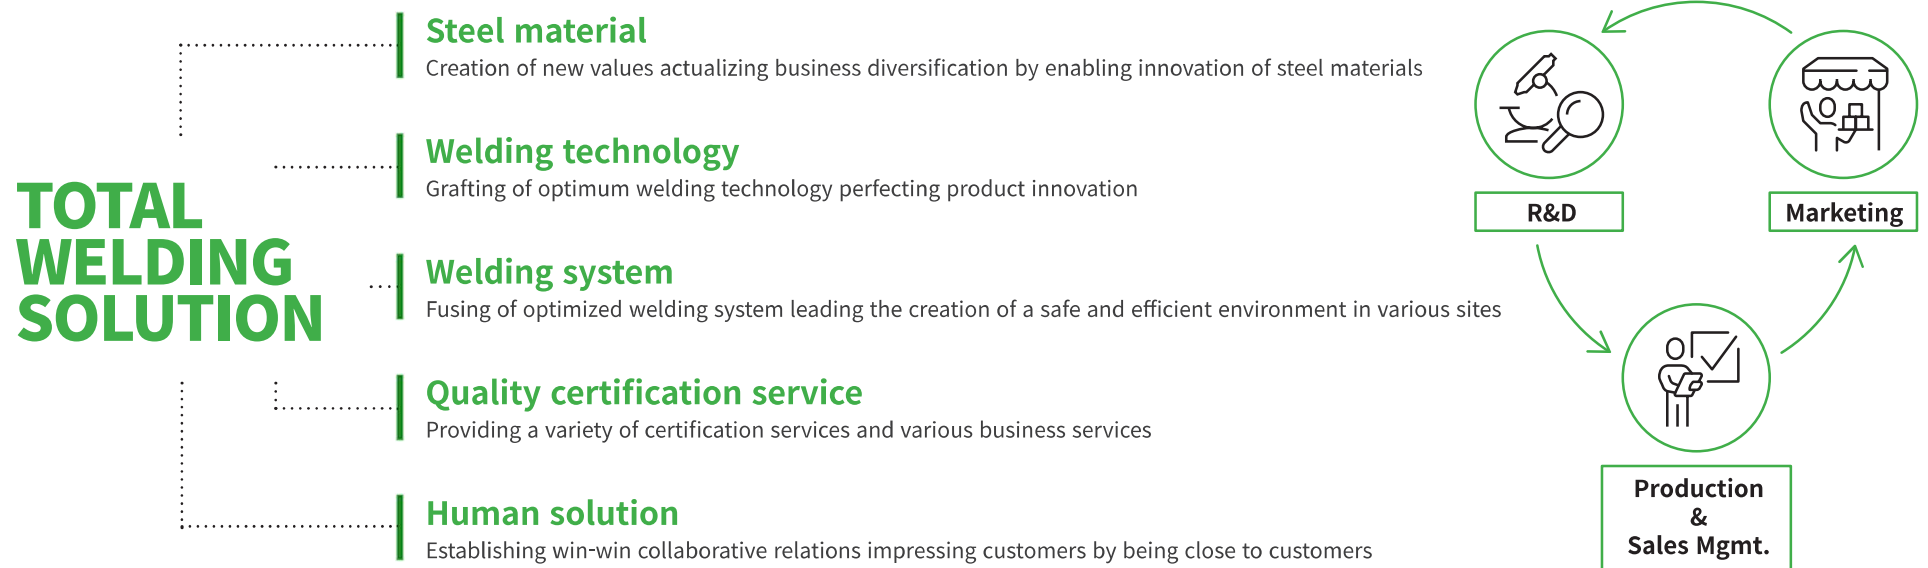 TOTAL
WELDING
SOLUTION
Steel material
Creation of new values actualizing business diversification by enabling innovation of steel materials
Welding technology
Grafting of optimum welding technology perfecting product innovation
Welding system
Fusing of optimized welding system leading the creation of a safe and efficient environment in various sites
Quality certification service
Providing a variety of certification services and various business services
Human solution
Establishing win-win collaborative relations impressing customers by being close to customers
R&D
Marketing
Production
&
Sales Mgmt.